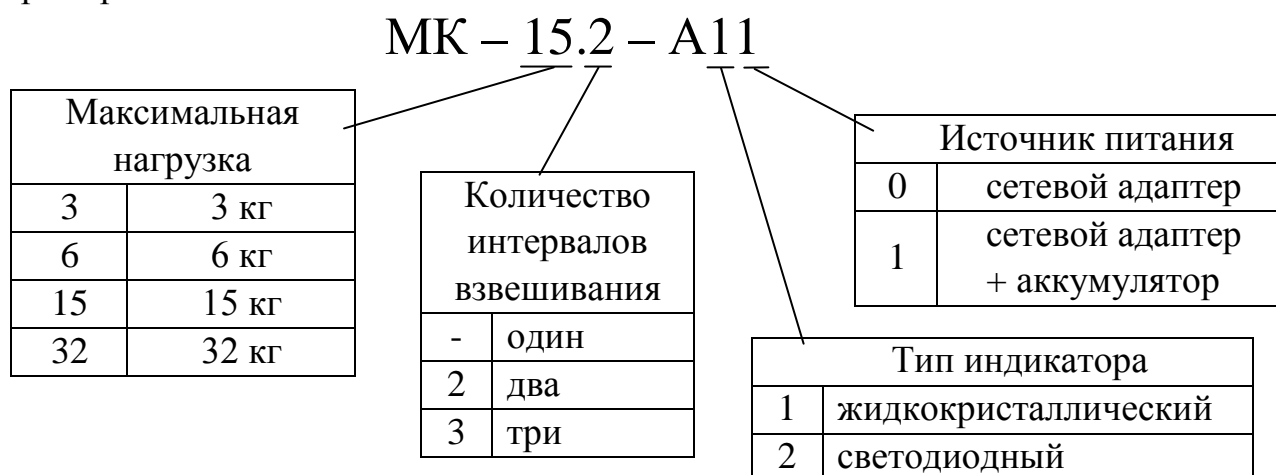 МК – 15.2 – А11
Максимальная
нагрузка
3 3 кг
6 6 кг
15 15 кг
32 32 кг
Количество
интервалов
взвешивания
- один
2 два
3 три
Источник питания
0 сетевой адаптер
1 сетевой адаптер
+ аккумулятор
Тип индикатора
1 жидкокристаллический
2 светодиодный